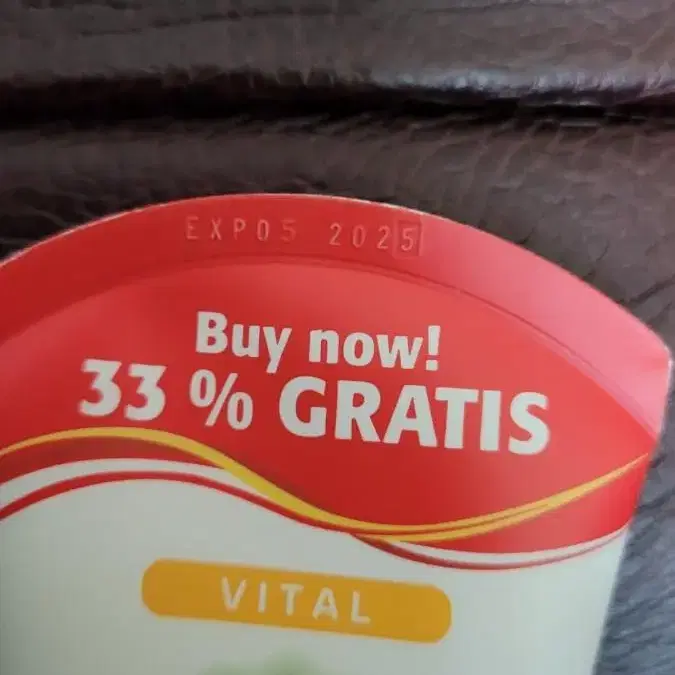 EXP05 2025
Buy now!
33 % GRATIS
VITAL